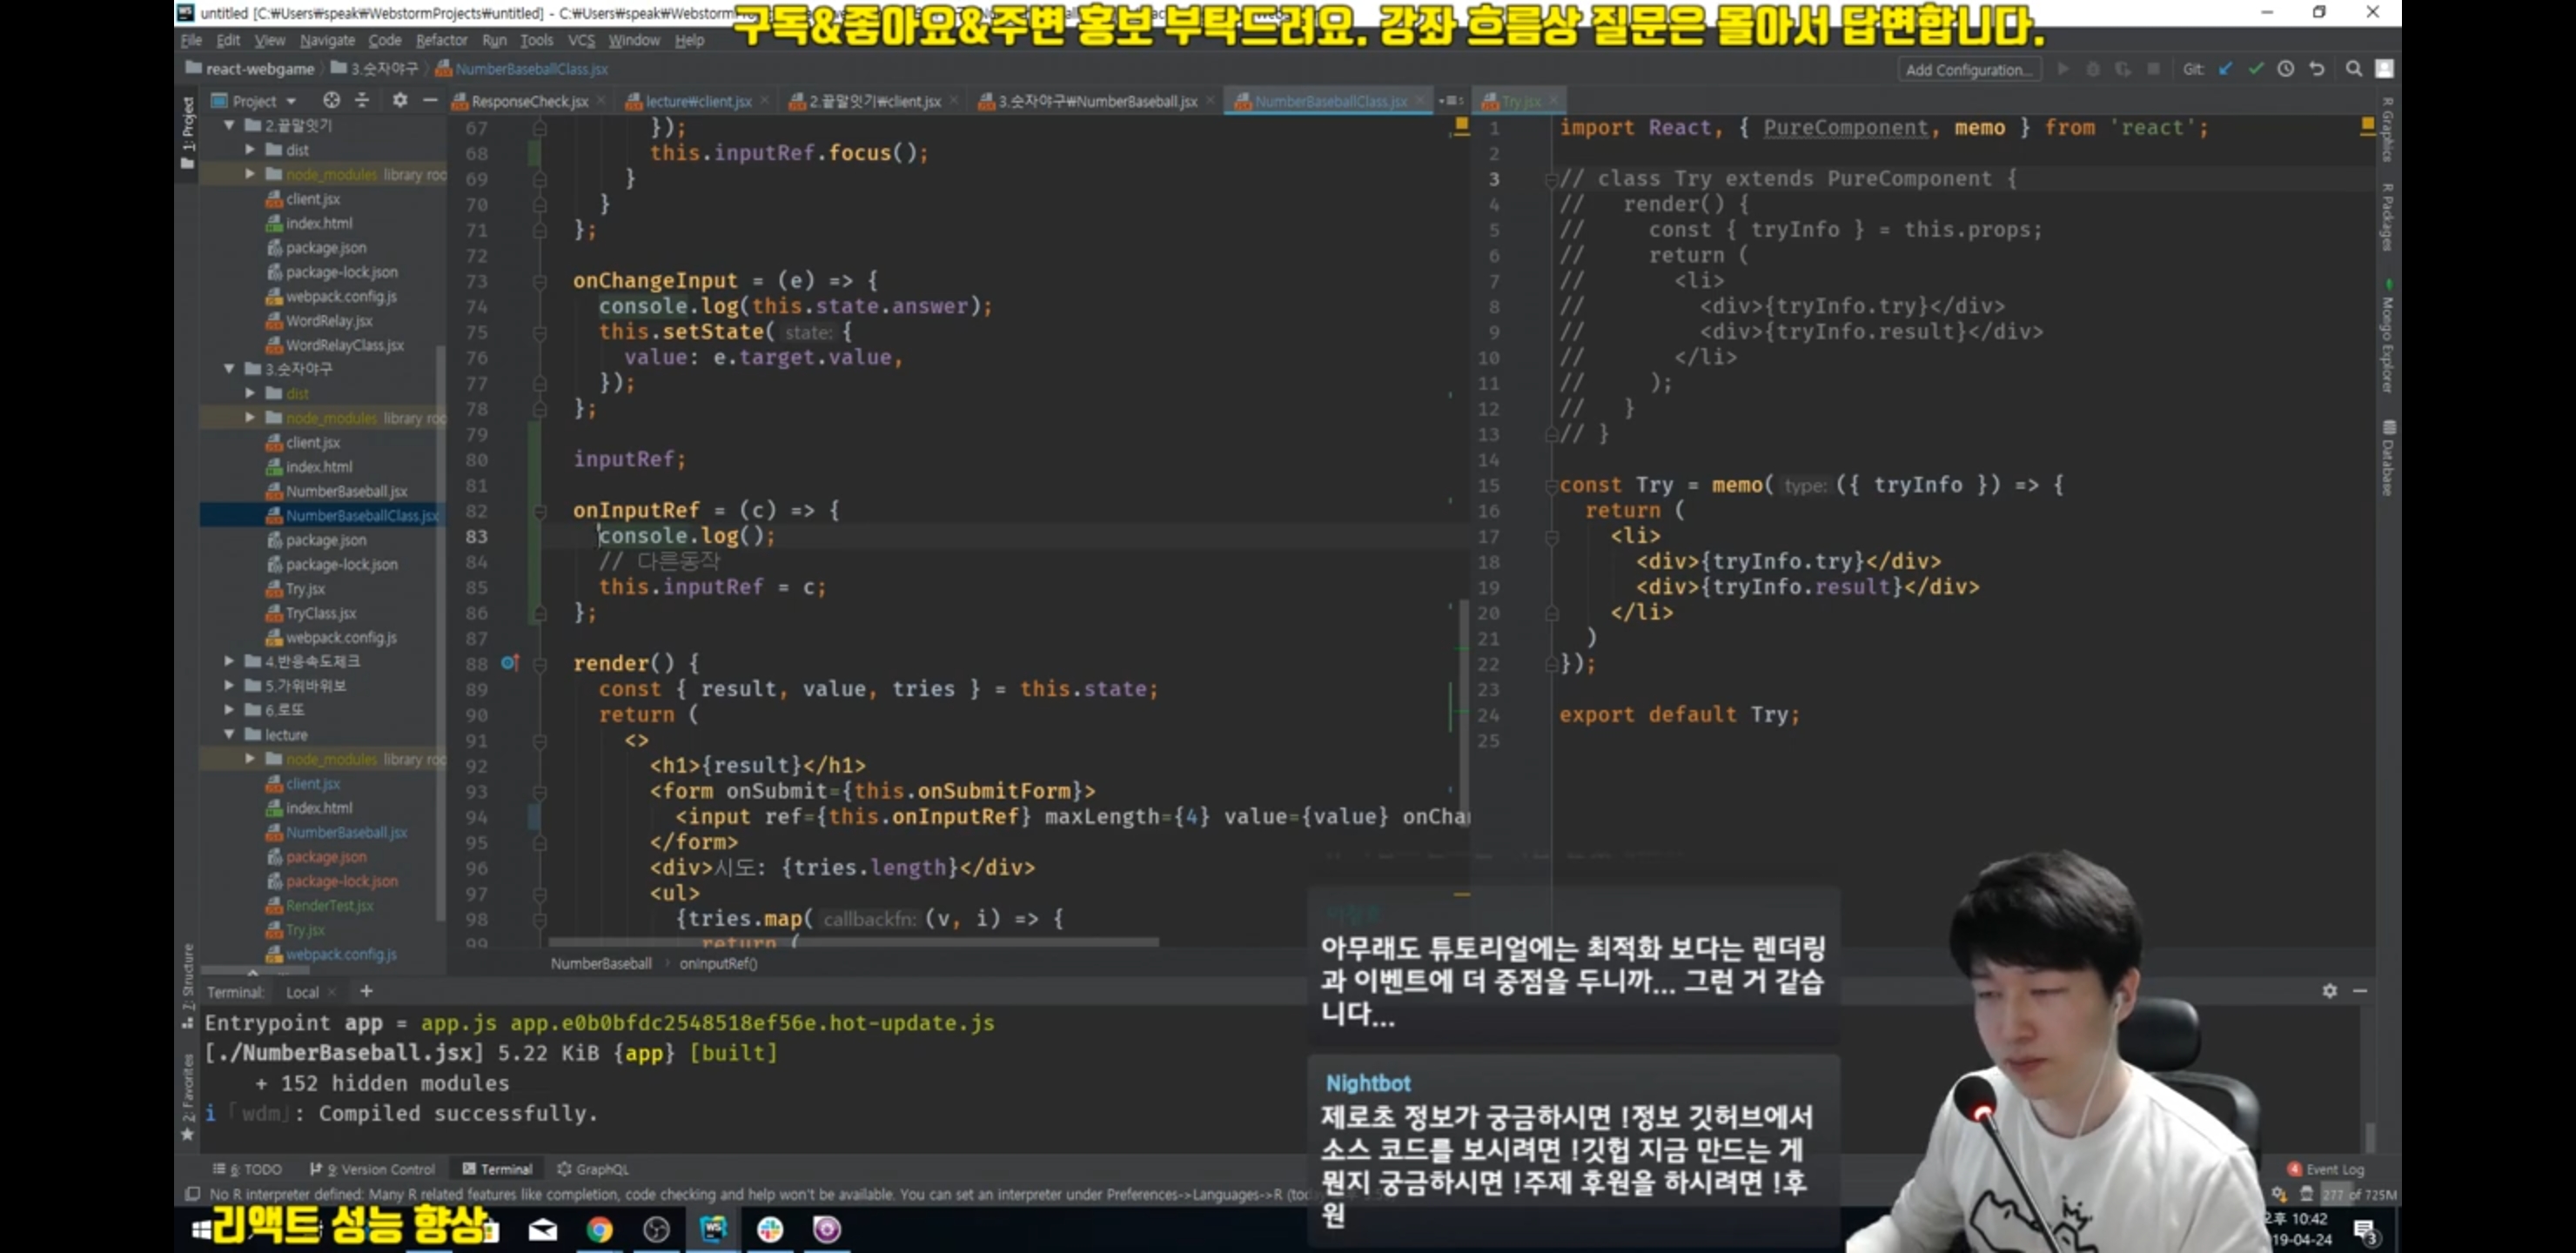 untitled [C:₩Users₩speak₩WebstormProjects₩untitled] - C:₩Users₩speak₩WebstormPro
구독&좋아요&주변 홍보 부탁드려요. 강좌 흐름상 질문은 몰아서 답변합니다.
File Edit View Navigate Code Refactor Run Tools VCS Window Help
react-webgame 3.숫자야구 NumberBaseballClass.jsx
Add Configuration... Git:
1: Project
Project
ResponseCheck.jsx lecture₩client.jsx 2.끝말잇기₩client.jsx 3.숫자야구₩NumberBaseball.jsx NumberBaseballClass.jsx Try.jsx
2.끝말잇기
dist
node_modules library roo
client.jsx
index.html
package.json
package-lock.json
webpack.config.js
WordRelay.jsx
WordRelayClass.jsx
3.숫자야구
dist
node_modules library roo
client.jsx
index.html
NumberBaseball.jsx
NumberBaseballClass.jsx
package.json
package-lock.json
Try.jsx
TryClass.jsx
webpack.config.js
4.반응속도체크
5.가위바위보
6.로또
lecture
node_modules library roo
client.jsx
index.html
NumberBaseball.jsx
package.json
package-lock.json
RenderTest.jsx
Try.jsx
webpack.config.js
67 });
68 this.inputRef.focus();
69 }
70 }
71 };
72
73 onChangeInput = (e) => {
74 console.log(this.state.answer);
75 this.setState( state: {
76 value: e.target.value,
77 });
78 };
79
80 inputRef;
81
82 onInputRef = (c) => {
83 console.log();
84 // 다른동작
85 this.inputRef = c;
86 };
87
88 render() {
89 const { result, value, tries } = this.state;
90 return (
91 <>
92 <h1>{result}</h1>
93 <form onSubmit={this.onSubmitForm}>
94 <input ref={this.onInputRef} maxLength={4} value={value} onCha
95 </form>
96 <div>시도: {tries.length}</div>
97 <ul>
98 {tries.map( callbackfn: (v, i) => {
99 return (
NumberBaseball onInputRef()
1 import React, { PureComponent, memo } from 'react';
2
3 // class Try extends PureComponent {
4 // render() {
5 // const { tryInfo } = this.props;
6 // return (
7 // <li>
8 // <div>{tryInfo.try}</div>
9 // <div>{tryInfo.result}</div>
10 // </li>
11 // );
12 // }
13 // }
14
15 const Try = memo( type: ({ tryInfo }) => {
16 return (
17 <li>
18 <div>{tryInfo.try}</div>
19 <div>{tryInfo.result}</div>
20 </li>
21 )
22 });
23
24 export default Try;
25
R Graphics
R Packages
Mongo Explorer
Database
Z: Structure
2: Favorites
Terminal: Local +
Entrypoint app = app.js app.e0b0bfdc2548518ef56e.hot-update.js
[./NumberBaseball.jsx] 5.22 KiB {app} [built]
+ 152 hidden modules
i ｢wdm｣: Compiled successfully.
아무래도 튜토리얼에는 최적화 보다는 렌더링
과 이벤트에 더 중점을 두니까... 그런 거 같습
니다...
Nightbot
제로초 정보가 궁금하시면 !정보 깃허브에서
소스 코드를 보시려면 !깃헙 지금 만드는 게
뭔지 궁금하시면 !주제 후원을 하시려면 !후
원
6: TODO 9: Version Control Terminal GraphQL
4 Event Log
No R interpreter defined: Many R related features like completion, code checking and help won't be available. You can set an interpreter under Preferences->Languages->R (tod
277 of 725M
리액트 성능 향상
오후 10:42
19-04-24
3